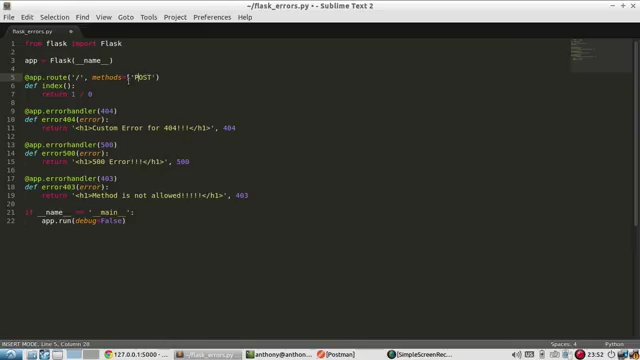 ~/flask_errors.py - Sublime Text 2
File Edit Selection Find View Goto Tools Project Preferences Help
flask_errors.py
1 from flask import Flask
2
3 app = Flask(__name__)
4
5 @app.route('/', methods=['POST')
6 def index():
7     return 1 / 0
8
9 @app.errorhandler(404)
10 def error404(error):
11     return '<h1>Custom Error for 404!!!</h1>', 404
12
13 @app.errorhandler(500)
14 def error500(error):
15     return '<h1>500 Error!!!</h1>', 500
16
17 @app.errorhandler(403)
18 def error403(error):
19     return '<h1>Method is not allowed!!!!!</h1>', 403
20
21 if __name__ == '__main__':
22     app.run(debug=False)
INSERT MODE, Line 5, Column 28
Spaces: 4
Python
127.0.0.1:5000 -
~/flask_errors.py -
anthony@anthon
[Postman]
[SimpleScreenRec
23:52